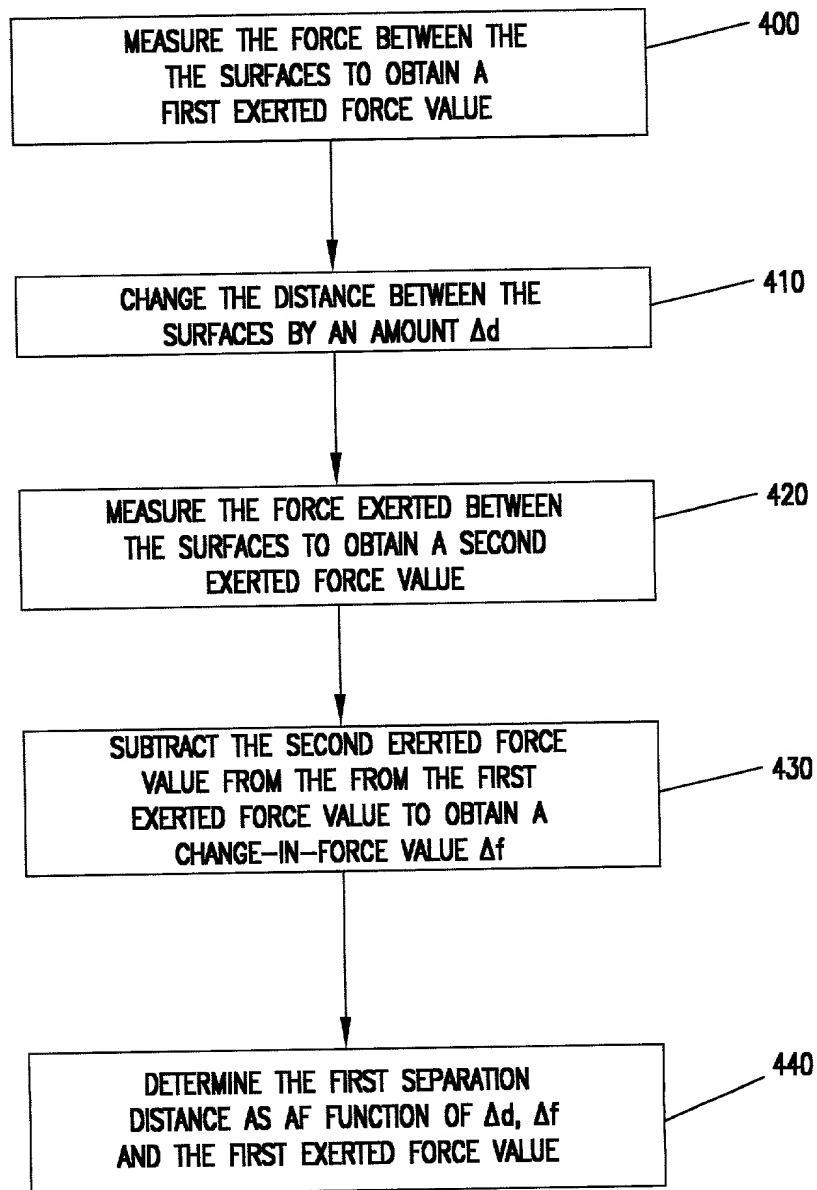 MEASURE THE FORCE BETWEEN THE
THE SURFACES TO OBTAIN A
FIRST EXERTED FORCE VALUE
400
CHANGE THE DISTANCE BETWEEN THE
SURFACES BY AN AMOUNT Δd
410
MEASURE THE FORCE EXERTED BETWEEN
THE SURFACES TO OBTAIN A SECOND
EXERTED FORCE VALUE
420
SUBTRACT THE SECOND ERERTED FORCE
VALUE FROM THE FROM THE FIRST
EXERTED FORCE VALUE TO OBTAIN A
CHANGE-IN-FORCE VALUE Δf
430
DETERMINE THE FIRST SEPARATION
DISTANCE AS AF FUNCTION OF Δd, Δf
AND THE FIRST EXERTED FORCE VALUE
440